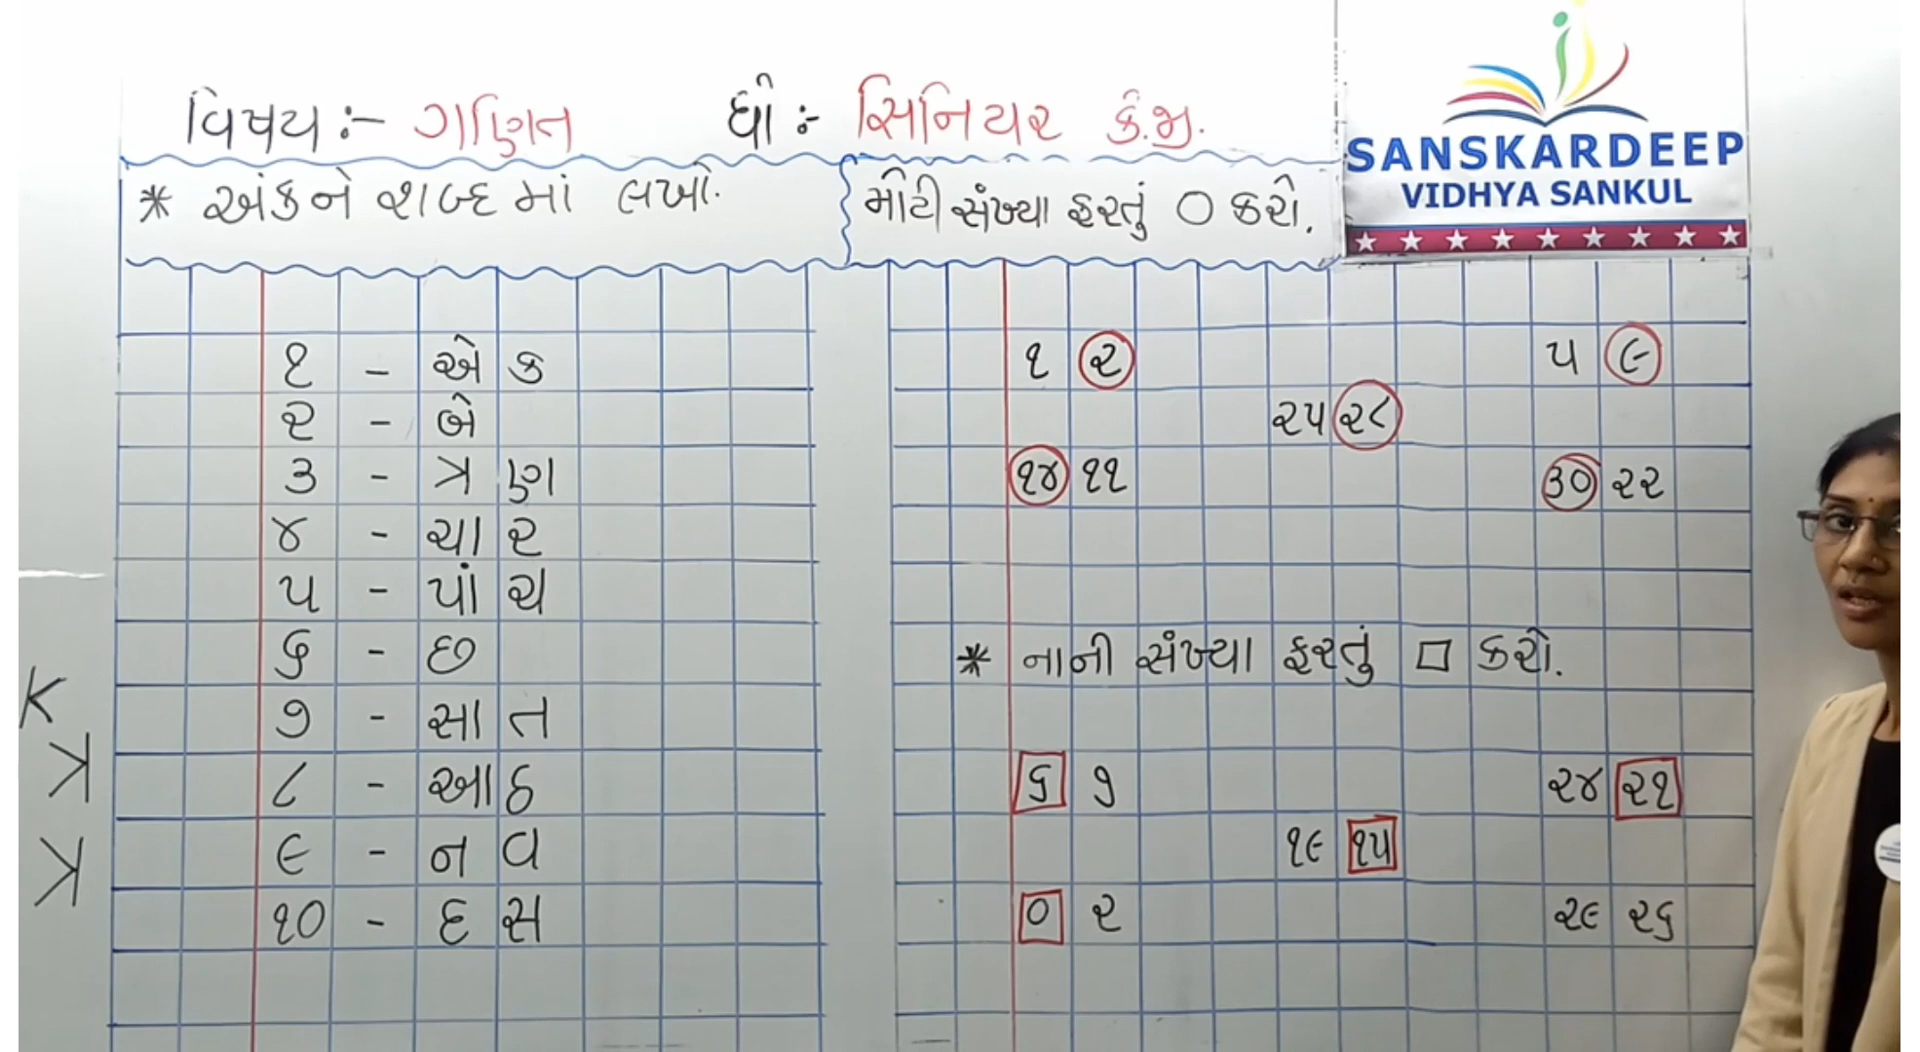 વિષય :- ગણિત ધો :- સિનિયર કે.જી.
SANSKARDEEP
VIDHYA SANKUL
* અંકને શબ્દમાં લખો.
મોટી સંખ્યા ફરતું ○ કરો.
૧ - એક
૨ - બે
૩ - ત્રણ
૪ - ચાર
૫ - પાંચ
૬ - છ
૭ - સાત
૮ - આઠ
૯ - નવ
૧૦ - દસ
૧ ૨ ૫ ૯
૨૫ ૨૮
૧૪ ૧૧ ૩૦ ૨૨
* નાની સંખ્યા ફરતું □ કરો.
૬ ૭ ૨૪ ૨૧
૧૯ ૧૫
૦ ૨ ૨૯ ૨૬
K